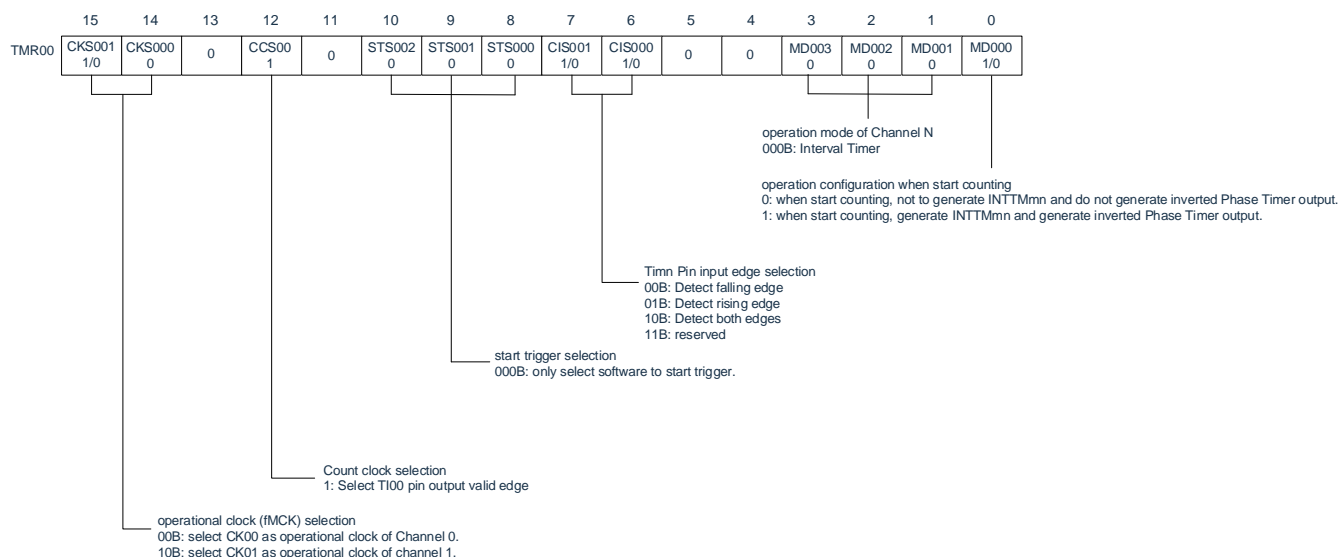 15 14 13 12 11 10 9 8 7 6 5 4 3 2 1 0
TMR00 CKS001 CKS000 0 CCS00 0 STS002 STS001 STS000 CIS001 CIS000 0 0 MD003 MD002 MD001 MD000
1/0 0 1 0 0 0 1/0 1/0 0 0 0 1/0
operation mode of Channel N
000B: Interval Timer
operation configuration when start counting
0: when start counting, not to generate INTTMmn and do not generate inverted Phase Timer output.
1: when start counting, generate INTTMmn and generate inverted Phase Timer output.
Timn Pin input edge selection
00B: Detect falling edge
01B: Detect rising edge
10B: Detect both edges
11B: reserved
start trigger selection
000B: only select software to start trigger.
Count clock selection
1: Select TI00 pin output valid edge
operational clock (fMCK) selection
00B: select CK00 as operational clock of Channel 0.
10B: select CK01 as operational clock of channel 1.